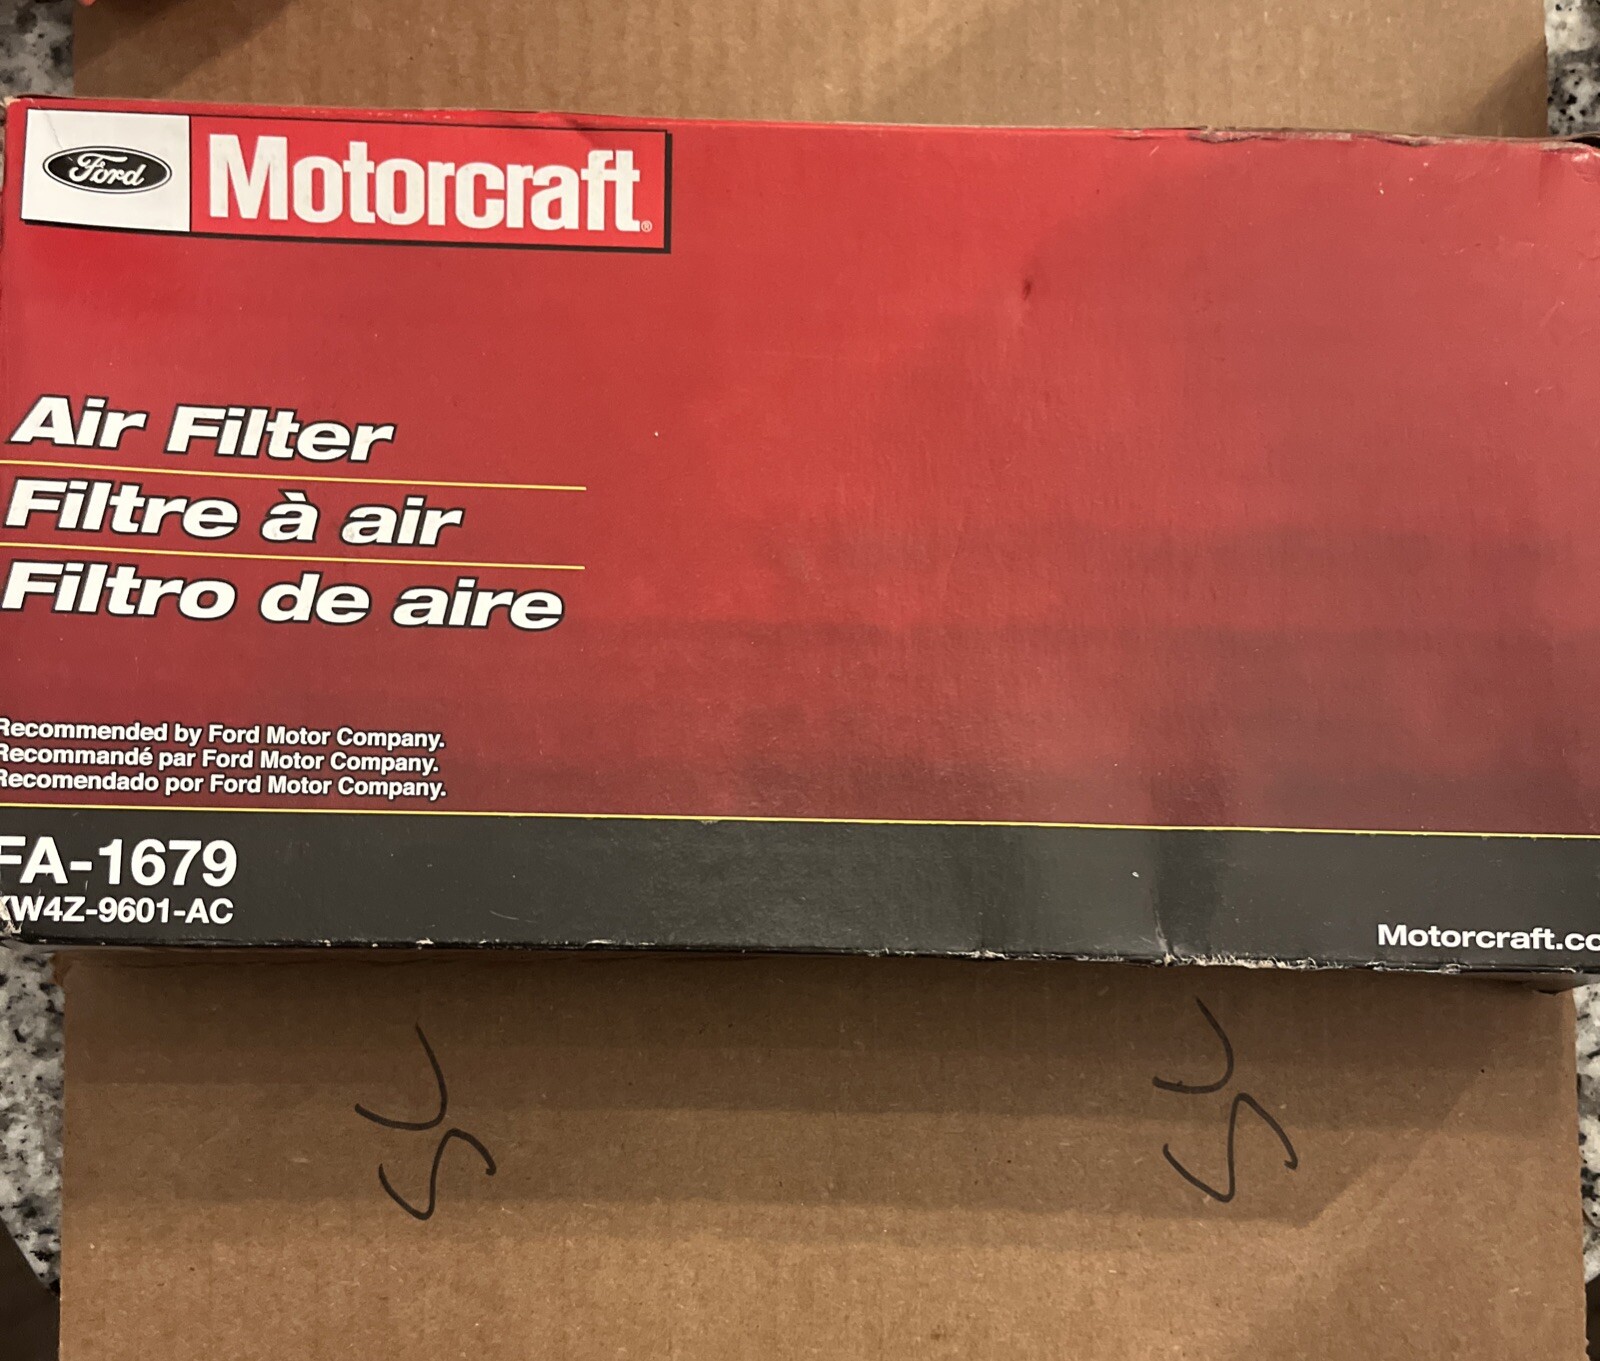 Ford Motorcraft®
Air Filter
Filtre à air
Filtro de aire
Recommended by Ford Motor Company.
Recommandé par Ford Motor Company.
Recomendado por Ford Motor Company.
FA-1679
XW4Z-9601-AC
Motorcraft.co